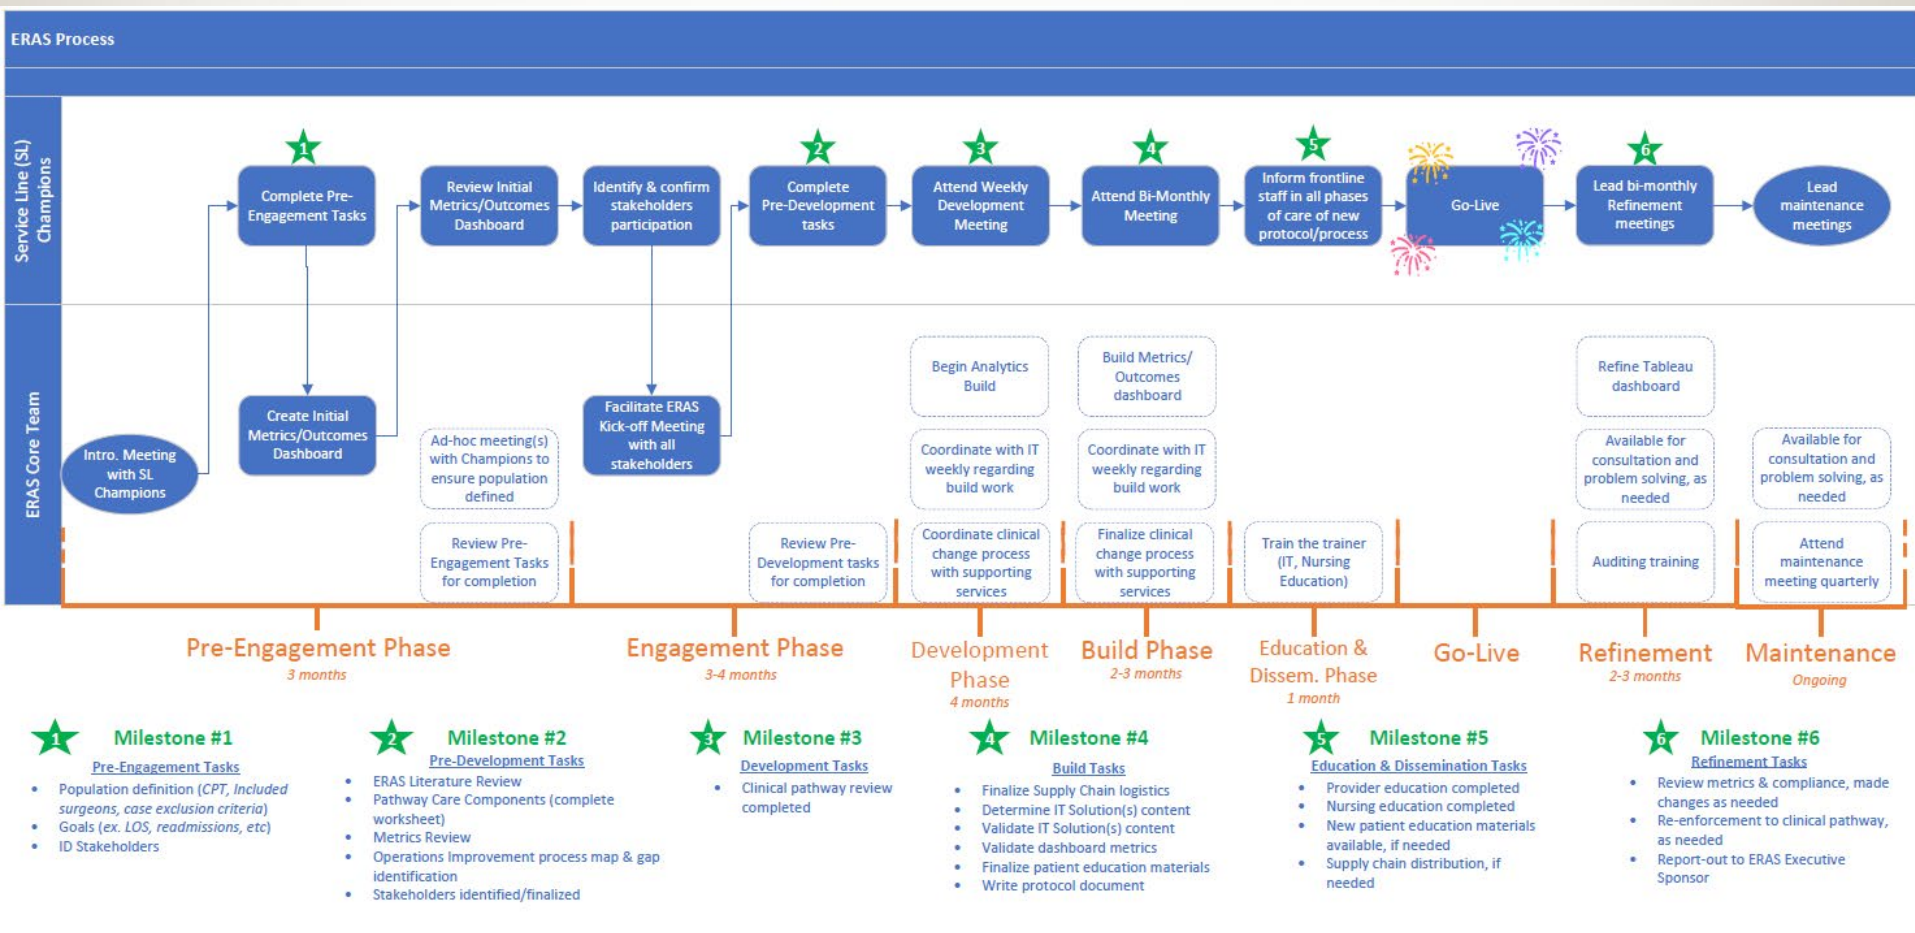 ERAS Process
Service Line (SL)
Champions
1
Complete Pre-
Engagement Tasks
Review Initial
Metrics/Outcomes
Dashboard
Identify & confirm
stakeholders
participation
2
Complete
Pre-Development
tasks
3
Attend Weekly
Development
Meeting
4
Attend Bi-Monthly
Meeting
5
Inform frontline
staff in all phases
of care of new
protocol/process
Go-Live
6
Lead bi-monthly
Refinement
meetings
Lead
maintenance
meetings
ERAS Core Team
Intro. Meeting
with SL
Champions
Create Initial
Metrics/Outcomes
Dashboard
Ad-hoc meeting(s)
with Champions to
ensure population
defined
Review Pre-
Engagement Tasks
for completion
Facilitate ERAS
Kick-off Meeting
with all
stakeholders
Review Pre-
Development tasks
for completion
Begin Analytics
Build
Coordinate with IT
weekly regarding
build work
Coordinate clinical
change process
with supporting
services
Build Metrics/
Outcomes
dashboard
Coordinate with IT
weekly regarding
build work
Finalize clinical
change process
with supporting
services
Train the trainer
(IT, Nursing
Education)
Refine Tableau
dashboard
Available for
consultation and
problem solving, as
needed
Auditing training
Available for
consultation and
problem solving, as
needed
Attend
maintenance
meeting quarterly
Pre-Engagement Phase
3 months
Engagement Phase
3-4 months
Development
Phase
4 months
Build Phase
2-3 months
Education &
Dissem. Phase
1 month
Go-Live
Refinement
2-3 months
Maintenance
Ongoing
1
Milestone #1
Pre-Engagement Tasks
• Population definition (CPT, Included
surgeons, case exclusion criteria)
• Goals (ex. LOS, readmissions, etc)
• ID Stakeholders
2
Milestone #2
Pre-Development Tasks
• ERAS Literature Review
• Pathway Care Components (complete
worksheet)
• Metrics Review
• Operations Improvement process map & gap
identification
• Stakeholders identified/finalized
3
Milestone #3
Development Tasks
• Clinical pathway review
completed
4
Milestone #4
Build Tasks
• Finalize Supply Chain logistics
• Determine IT Solution(s) content
• Validate IT Solution(s) content
• Validate dashboard metrics
• Finalize patient education materials
• Write protocol document
5
Milestone #5
Education & Dissemination Tasks
• Provider education completed
• Nursing education completed
• New patient education materials
available, if needed
• Supply chain distribution, if
needed
6
Milestone #6
Refinement Tasks
• Review metrics & compliance, made
changes as needed
• Re-enforcement to clinical pathway,
as needed
• Report-out to ERAS Executive
Sponsor